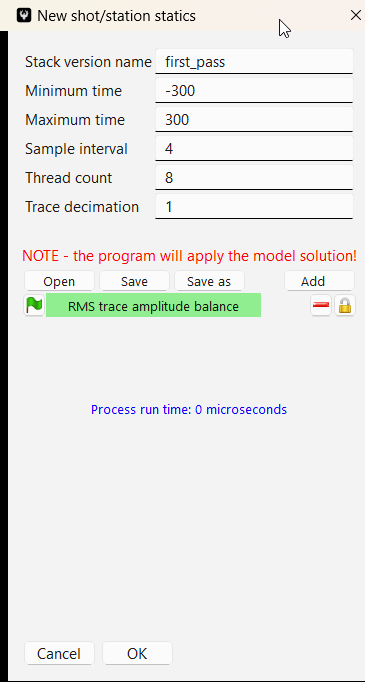 New shot/station statics
Stack version name first_pass
Minimum time -300
Maximum time 300
Sample interval 4
Thread count 8
Trace decimation 1
NOTE - the program will apply the model solution!
Open Save Save as Add
RMS trace amplitude balance
Process run time: 0 microseconds
Cancel OK